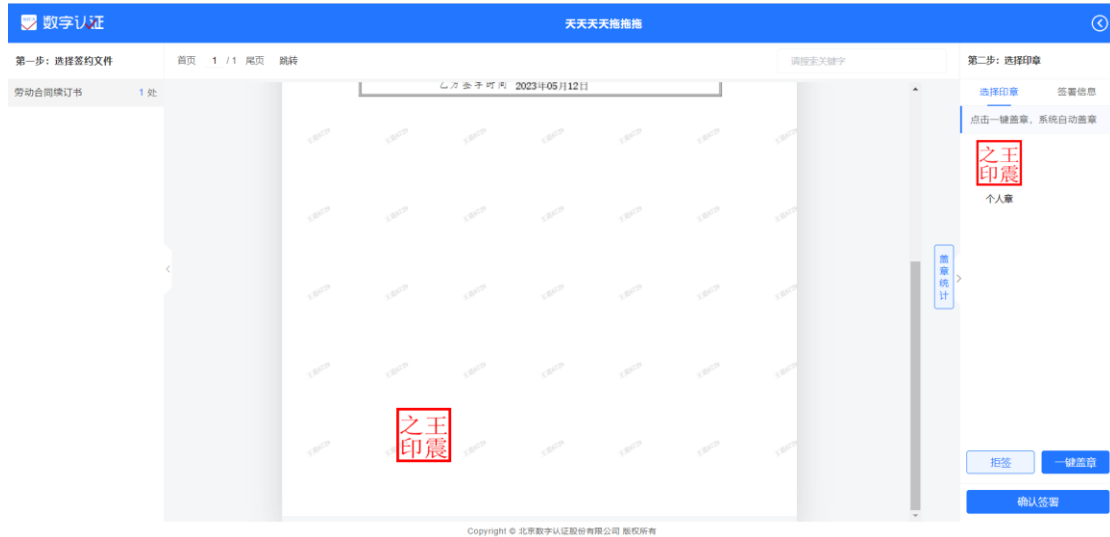 数字认证
天天天天拖拖拖
第一步：选择签约文件
首页 1 /1 尾页 跳转
请搜索关键字
第二步：选择印章
劳动合同续订书 1 处
乙方签字时间 2023年05月12日
选择印章 签署信息
点击一键盖章，系统自动盖章
之王
印震
个人章
盖章统计
之王
印震
拒签 一键盖章
确认签署
Copyright © 北京数字认证股份有限公司 版权所有